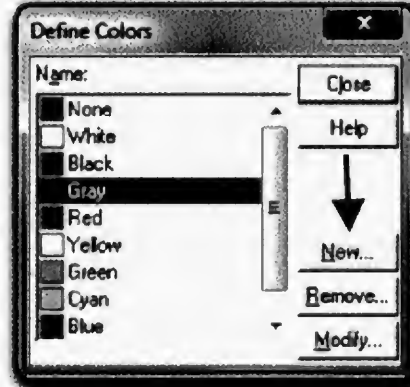 Define Colors
x
Name:
Close
None
White
Help
Black
Gray
Red
Yellow
New...
Green
Remove...
Cyan
Blue
Modify...